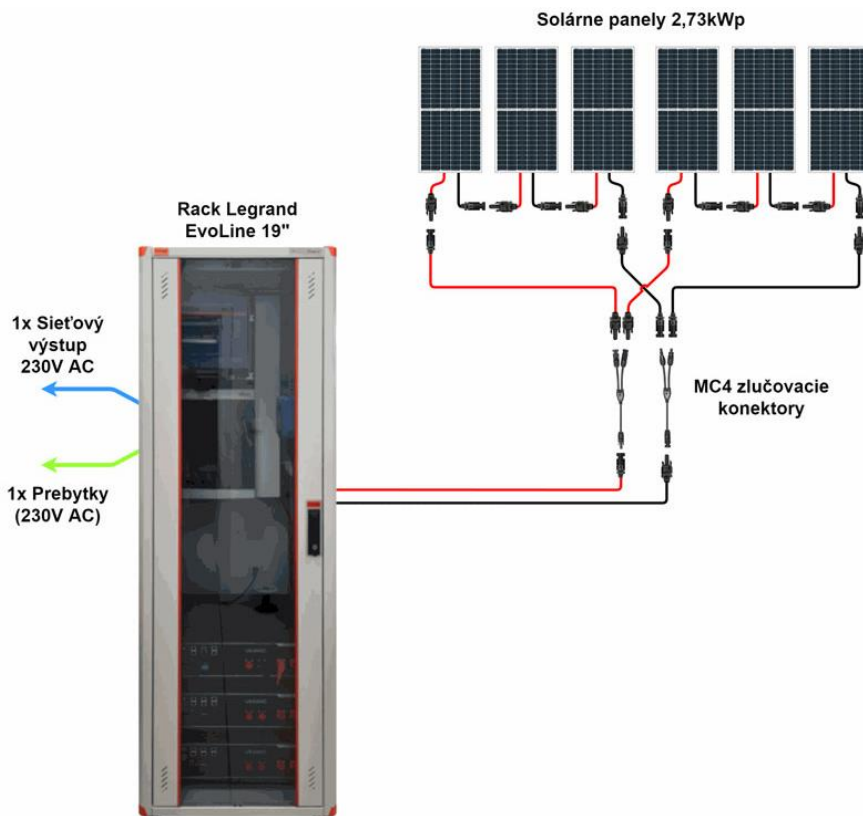 Solárne panely 2,73kWp
Rack Legrand
EvoLine 19"
1x Sieťový
výstup
230V AC
MC4 zlučovacie
konektory
1x Prebytky
(230V AC)